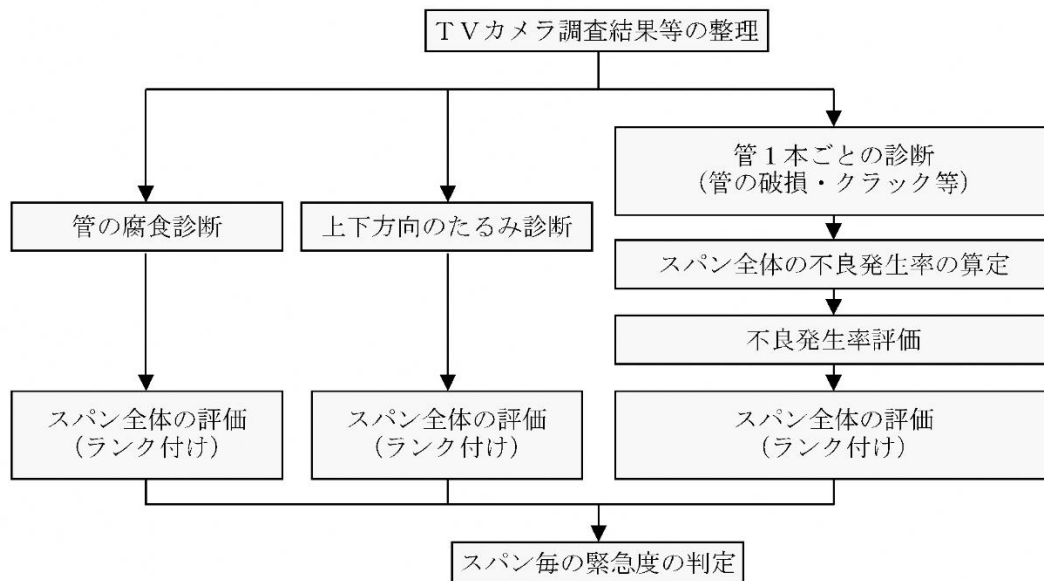 TVカメラ調査結果等の整理
管1本ごとの診断
(管の破損・クラック等)
管の腐食診断
上下方向のたるみ診断
スパン全体の不良発生率の算定
不良発生率評価
スパン全体の評価
(ランク付け)
スパン全体の評価
(ランク付け)
スパン全体の評価
(ランク付け)
スパン毎の緊急度の判定